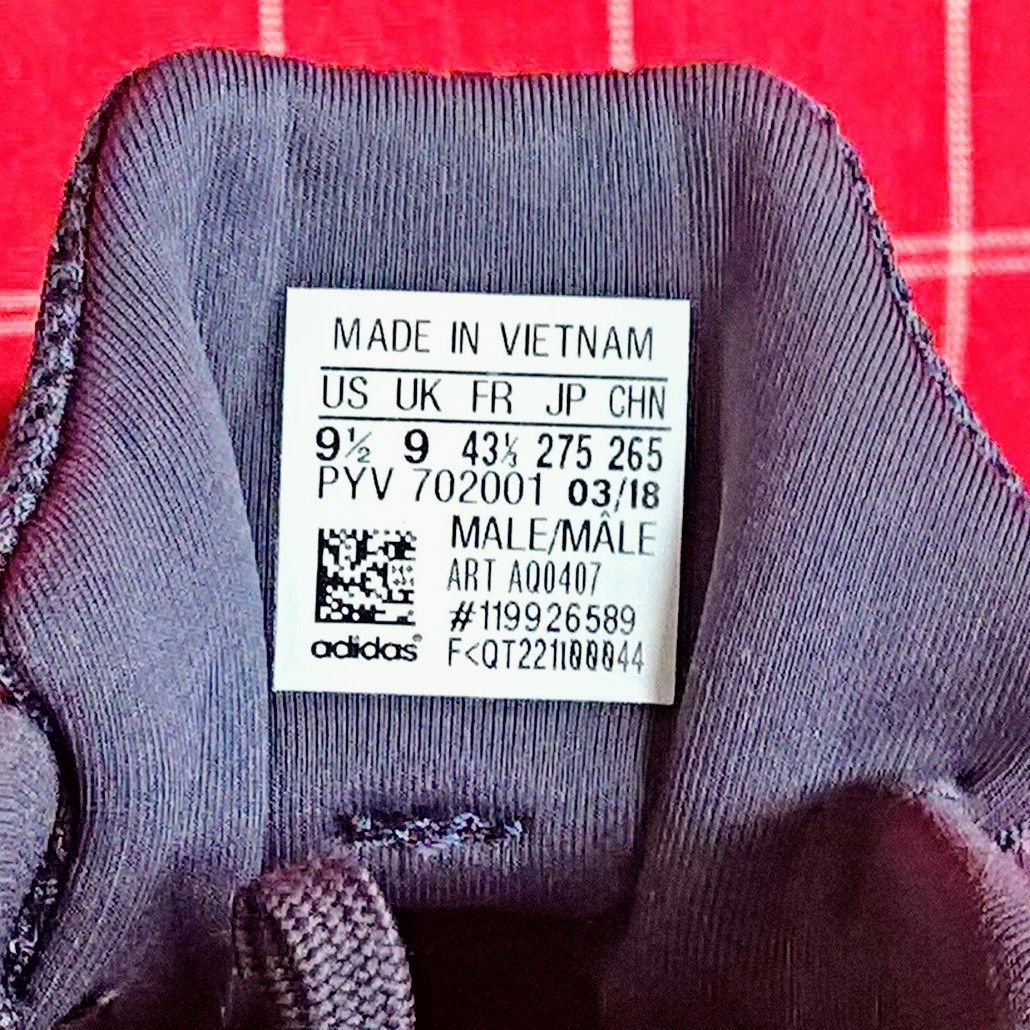 MADE IN VIETNAM
US UK FR JP CHN
9½ 9 43⅓ 275 265
PYV 702001 03/18
MALE/MÂLE
ART AQ0407
#119926589
adidas®